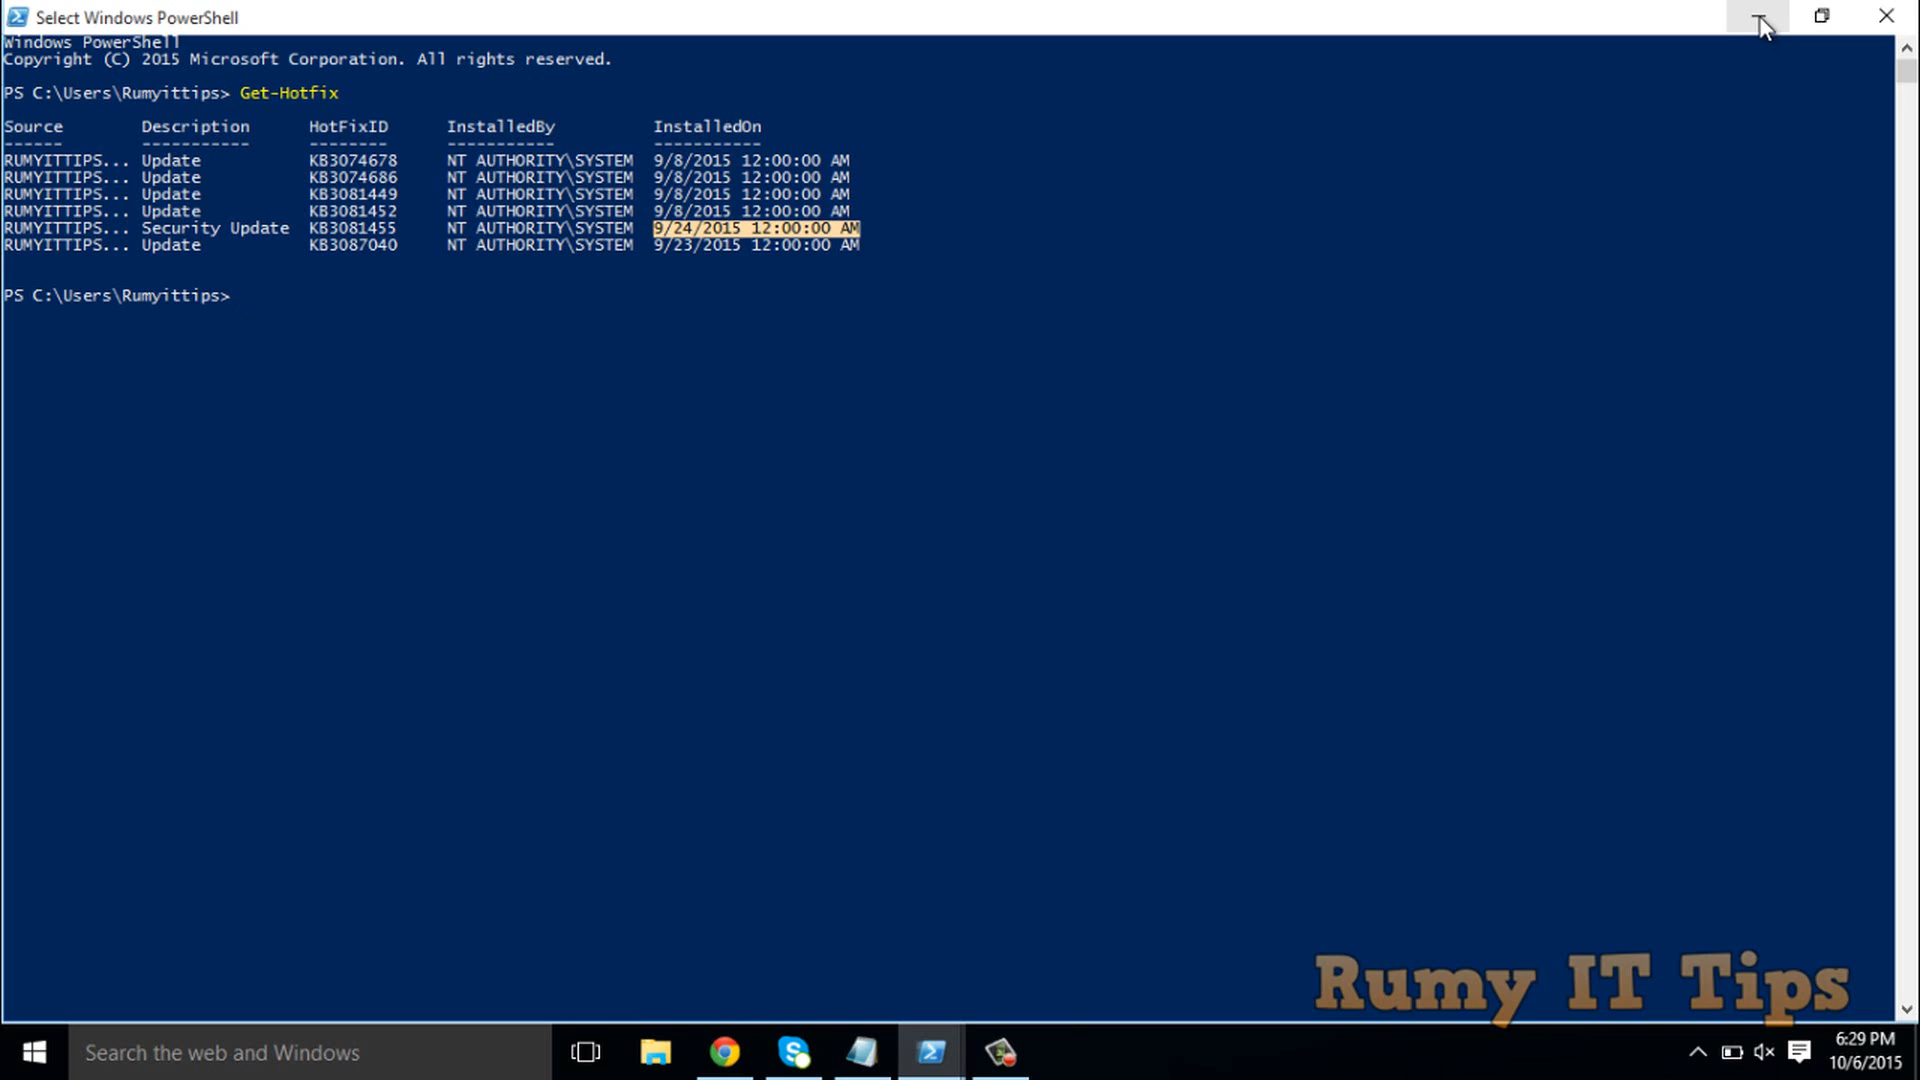 Select Windows PowerShell
Windows PowerShell
Copyright (C) 2015 Microsoft Corporation. All rights reserved.
PS C:\Users\Rumyittips> Get-Hotfix
Source Description HotFixID InstalledBy InstalledOn
------ ----------- -------- ----------- -----------
RUMYITTIPS... Update KB3074678 NT AUTHORITY\SYSTEM 9/8/2015 12:00:00 AM
RUMYITTIPS... Update KB3074686 NT AUTHORITY\SYSTEM 9/8/2015 12:00:00 AM
RUMYITTIPS... Update KB3081449 NT AUTHORITY\SYSTEM 9/8/2015 12:00:00 AM
RUMYITTIPS... Update KB3081452 NT AUTHORITY\SYSTEM 9/8/2015 12:00:00 AM
RUMYITTIPS... Security Update KB3081455 NT AUTHORITY\SYSTEM 9/24/2015 12:00:00 AM
RUMYITTIPS... Update KB3087040 NT AUTHORITY\SYSTEM 9/23/2015 12:00:00 AM
PS C:\Users\Rumyittips>
Rumy IT Tips
Search the web and Windows
6:29 PM
10/6/2015